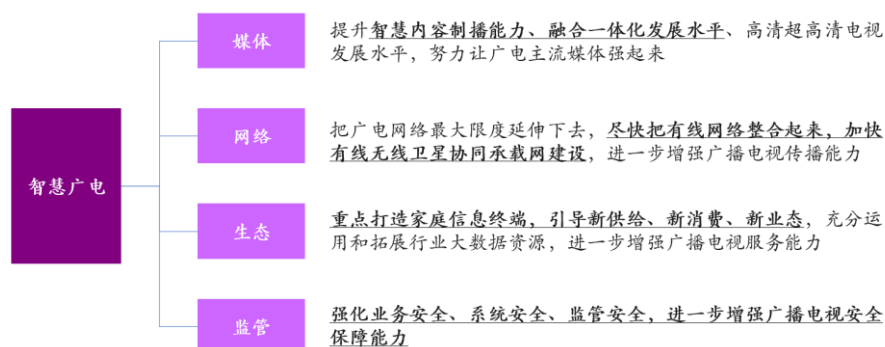 智慧广电
媒体
提升智慧内容制播能力、融合一体化发展水平、高清超高清电视
发展水平，努力让广电主流媒体强起来
网络
把广电网络最大限度延伸下去，尽快把有线网络整合起来，加快
有线无线卫星协同承载网建设，进一步增强广播电视传播能力
生态
重点打造家庭信息终端，引导新供给、新消费、新业态，充分运
用和拓展行业大数据资源，进一步增强广播电视服务能力
监管
强化业务安全、系统安全、监管安全，进一步增强广播电视安全
保障能力